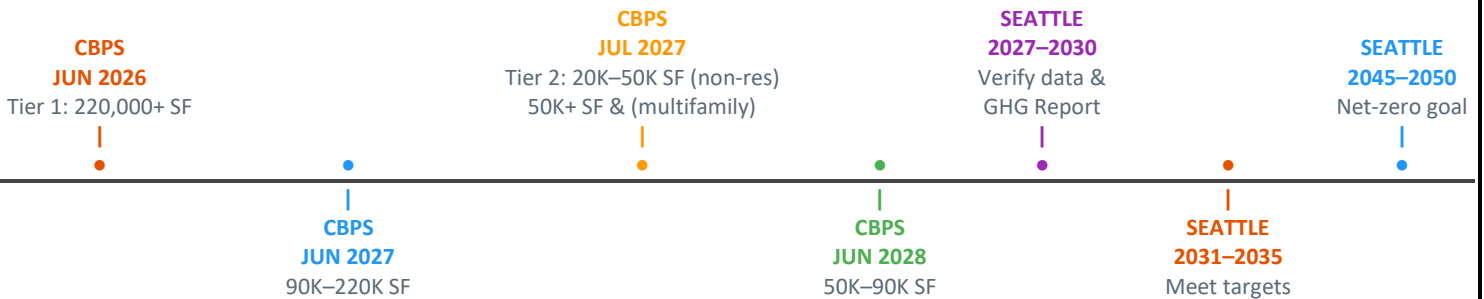 CBPS
JUN 2026
Tier 1: 220,000+ SF
CBPS
JUN 2027
90K–220K SF
CBPS
JUL 2027
Tier 2: 20K–50K SF (non-res)
50K+ SF & (multifamily)
CBPS
JUN 2028
50K–90K SF
SEATTLE
2027–2030
Verify data &
GHG Report
SEATTLE
2031–2035
Meet targets
SEATTLE
2045–2050
Net-zero goal